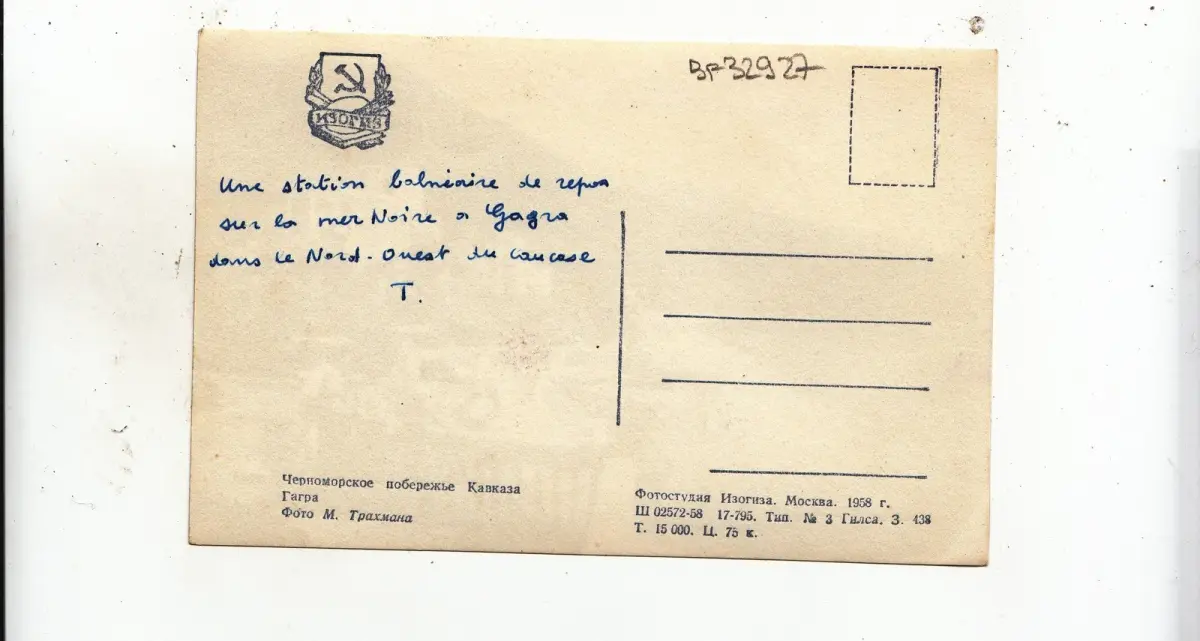 ИЗОГИЗ
BP32927
Une station balnéaire de repos
sur la mer Noire a Gagra
dans le Nord-Ouest du Caucase
T.
Черноморское побережье Кавказа
Гагра
Фото М. Трахмана
Фотостудия Изогиза. Москва. 1958 г.
Ш 02572-58 17-795. Тип. № 3 Гилса. З. 438
Т. 15 000. Ц. 75 к.